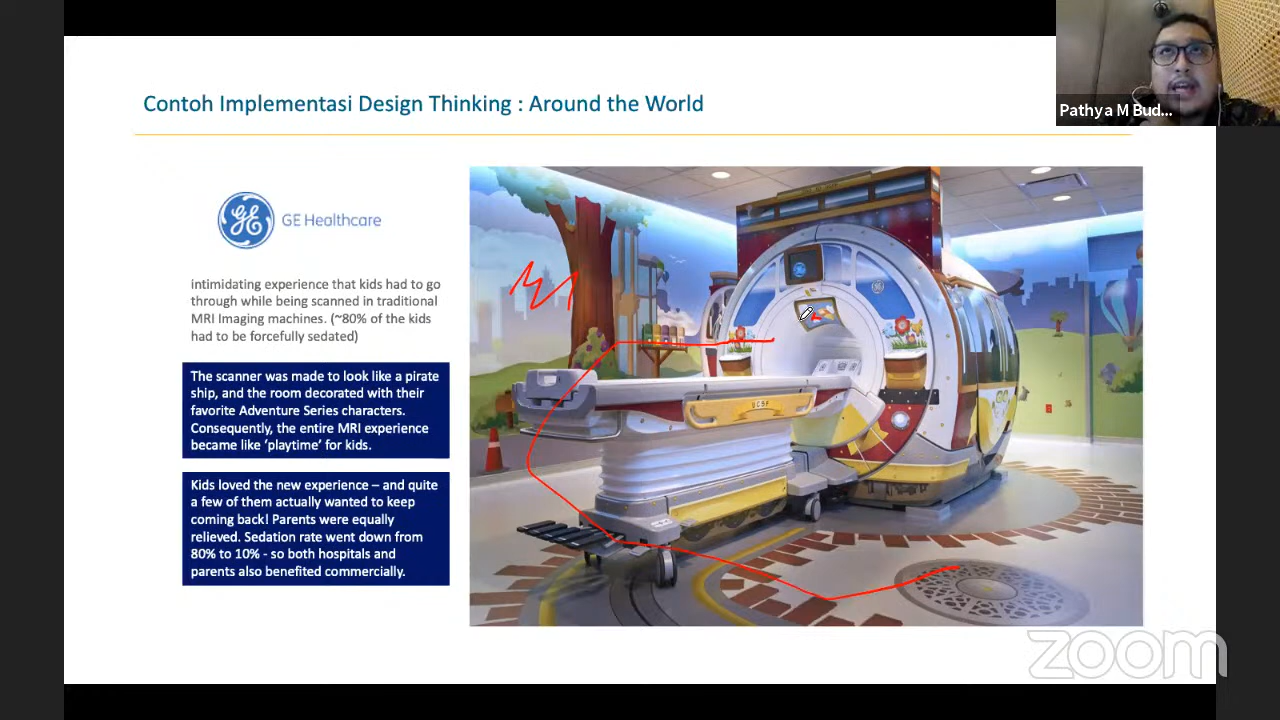 Contoh Implementasi Design Thinking : Around the World
Pathya M Bud...
GE Healthcare
intimidating experience that kids had to go
through while being scanned in traditional
MRI Imaging machines. (~80% of the kids
had to be forcefully sedated)
The scanner was made to look like a pirate
ship, and the room decorated with their
favorite Adventure Series characters.
Consequently, the entire MRI experience
became like ‘playtime’ for kids.
Kids loved the new experience – and quite
a few of them actually wanted to keep
coming back! Parents were equally
relieved. Sedation rate went down from
80% to 10% - so both hospitals and
parents also benefited commercially.
UCSF
zoom